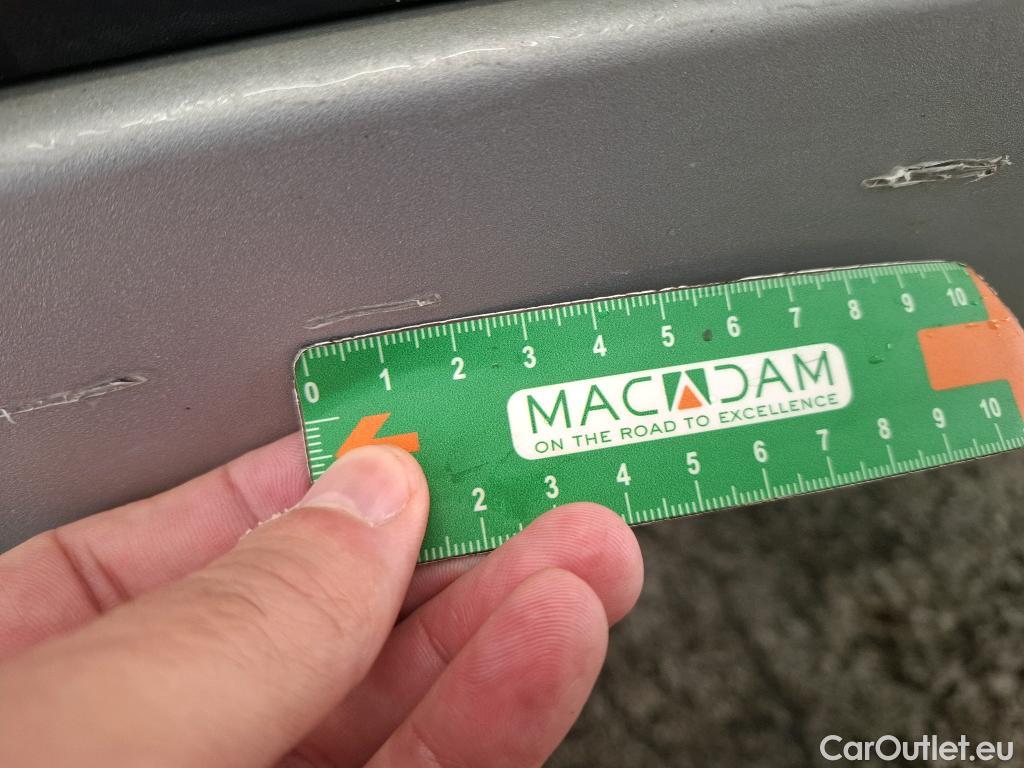 0 1 2 3 4 5 6 7 8 9 10
MACADAM
ON THE ROAD TO EXCELLENCE
2 3 4 5 6 7 8 9 10
CarOutlet.eu